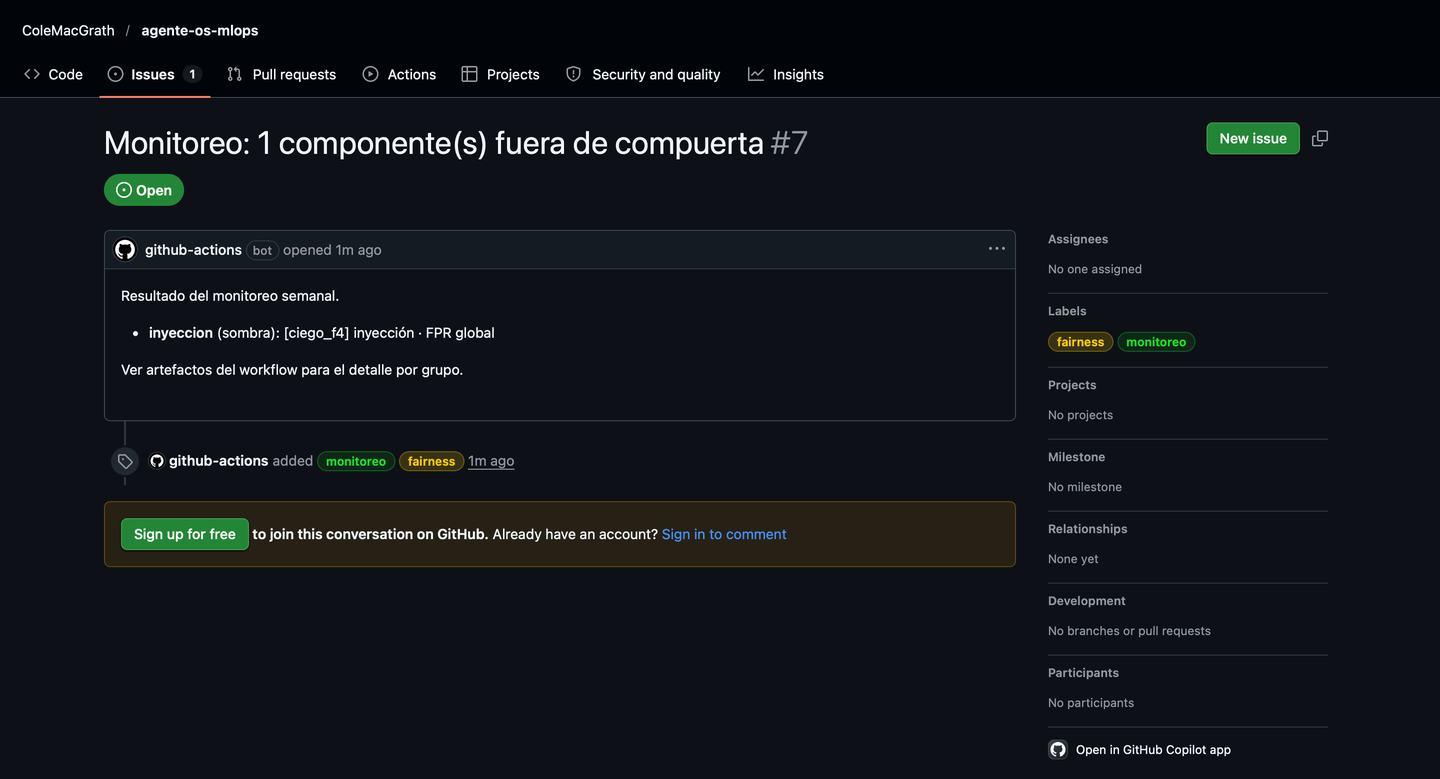 ColeMacGrath / agente-os-mlops
Code Issues 1 Pull requests Actions Projects Security and quality Insights
Monitoreo: 1 componente(s) fuera de compuerta #7
New issue
Open
github-actions bot opened 1m ago
Resultado del monitoreo semanal.
• inyeccion (sombra): [ciego_f4] inyección · FPR global
Ver artefactos del workflow para el detalle por grupo.
github-actions added monitoreo fairness 1m ago
Sign up for free to join this conversation on GitHub. Already have an account? Sign in to comment
Assignees
No one assigned
Labels
fairness monitoreo
Projects
No projects
Milestone
No milestone
Relationships
None yet
Development
No branches or pull requests
Participants
No participants
Open in GitHub Copilot app